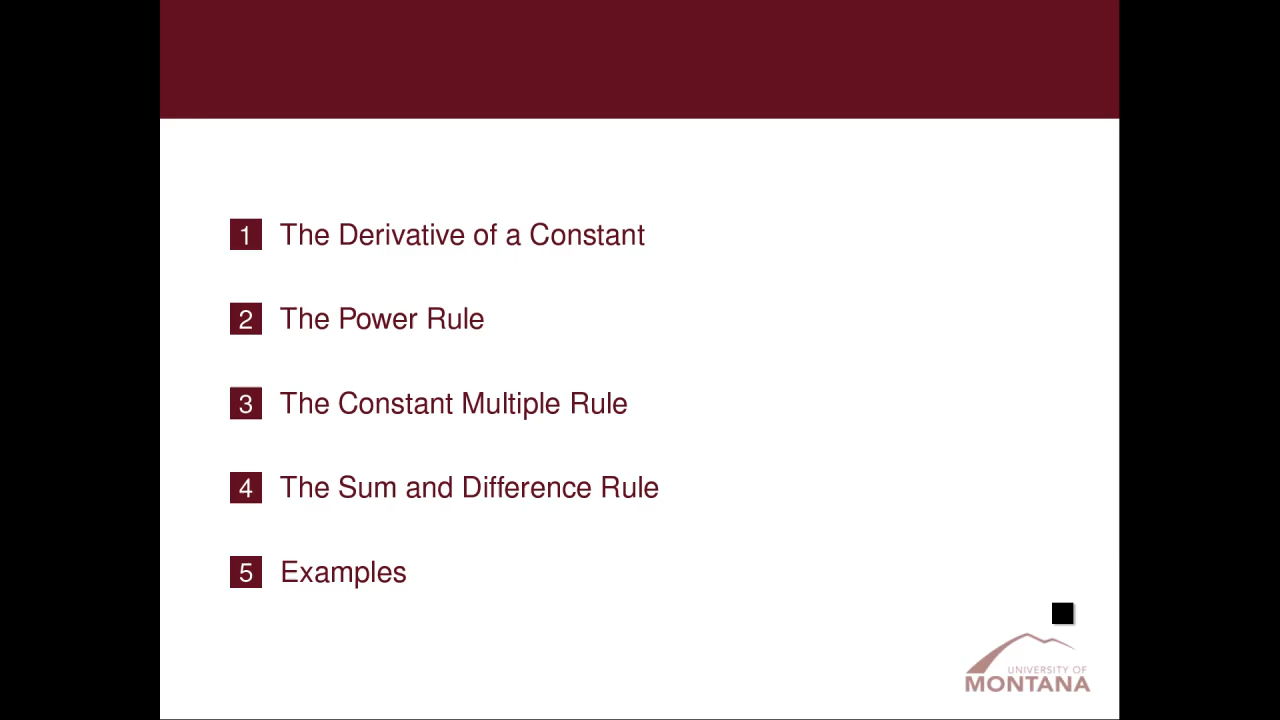 1 The Derivative of a Constant
2 The Power Rule
3 The Constant Multiple Rule
4 The Sum and Difference Rule
5 Examples
UNIVERSITY OF
MONTANA